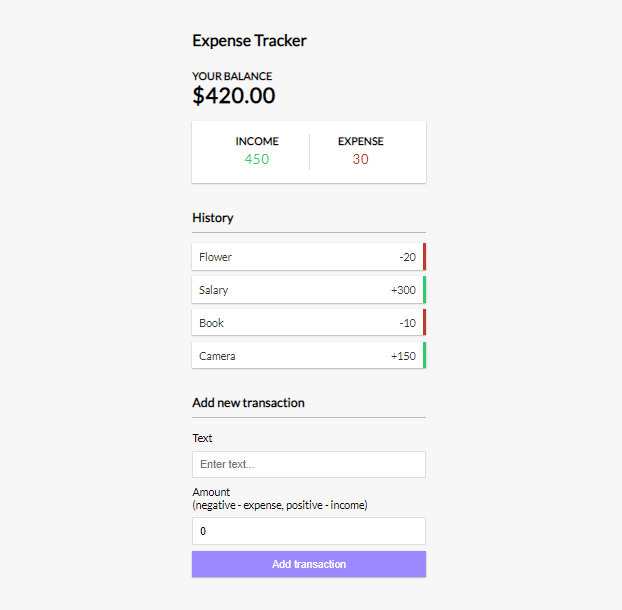 Expense Tracker
YOUR BALANCE
$420.00
INCOME EXPENSE
450 30
History
Flower -20
Salary +300
Book -10
Camera +150
Add new transaction
Text
Enter text...
Amount
(negative - expense, positive - income)
0
Add transaction